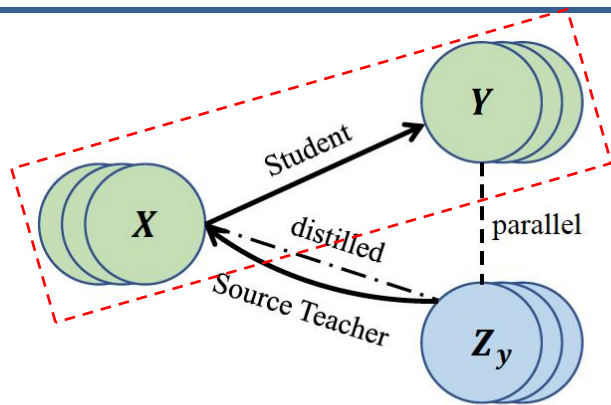 Y
Student
X
distilled
parallel
Source Teacher
Z_y